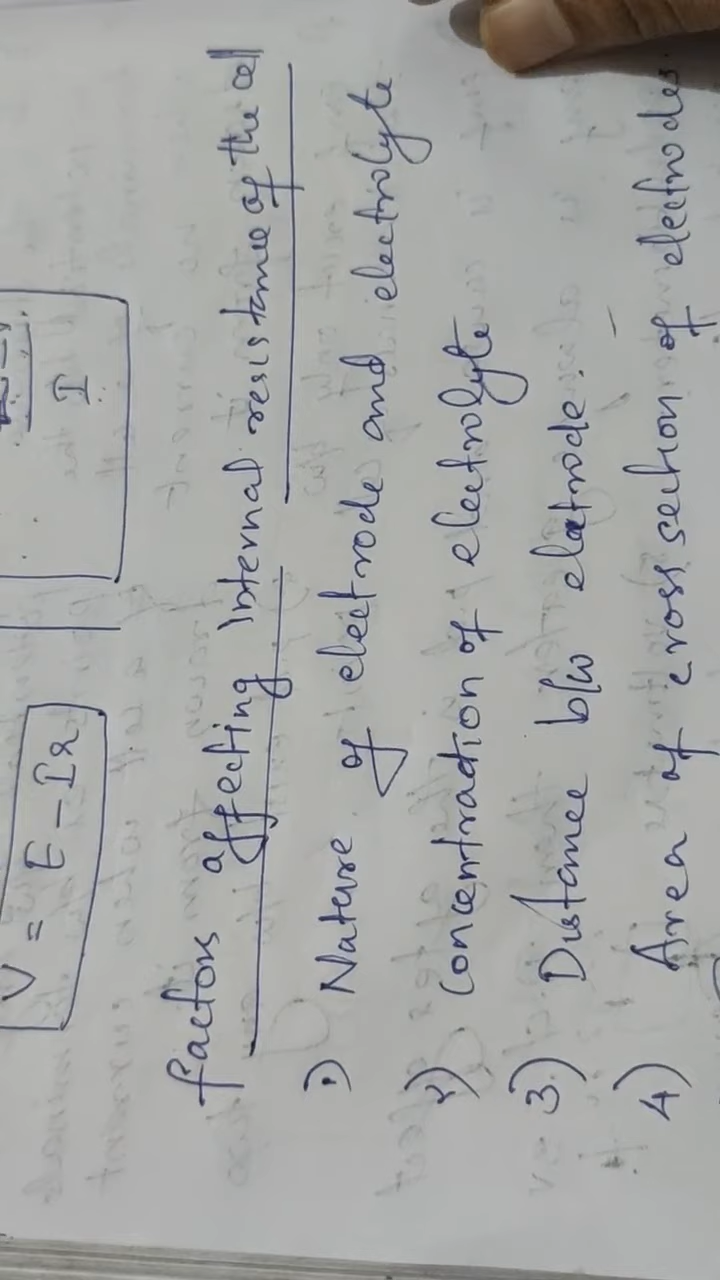 V = E - Ir
I
factors affecting internal resistance of the cell
1) Nature of electrode and electrolyte
2) Concentration of electrolyte
3) Distance b/w eletrode.
4) Area of cross section of electrodes.